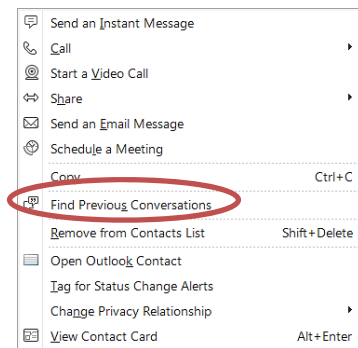 Send an Instant Message
Call
Start a Video Call
Share
Send an Email Message
Schedule a Meeting
Copy Ctrl+C
Find Previous Conversations
Remove from Contacts List Shift+Delete
Open Outlook Contact
Tag for Status Change Alerts
Change Privacy Relationship
View Contact Card Alt+Enter